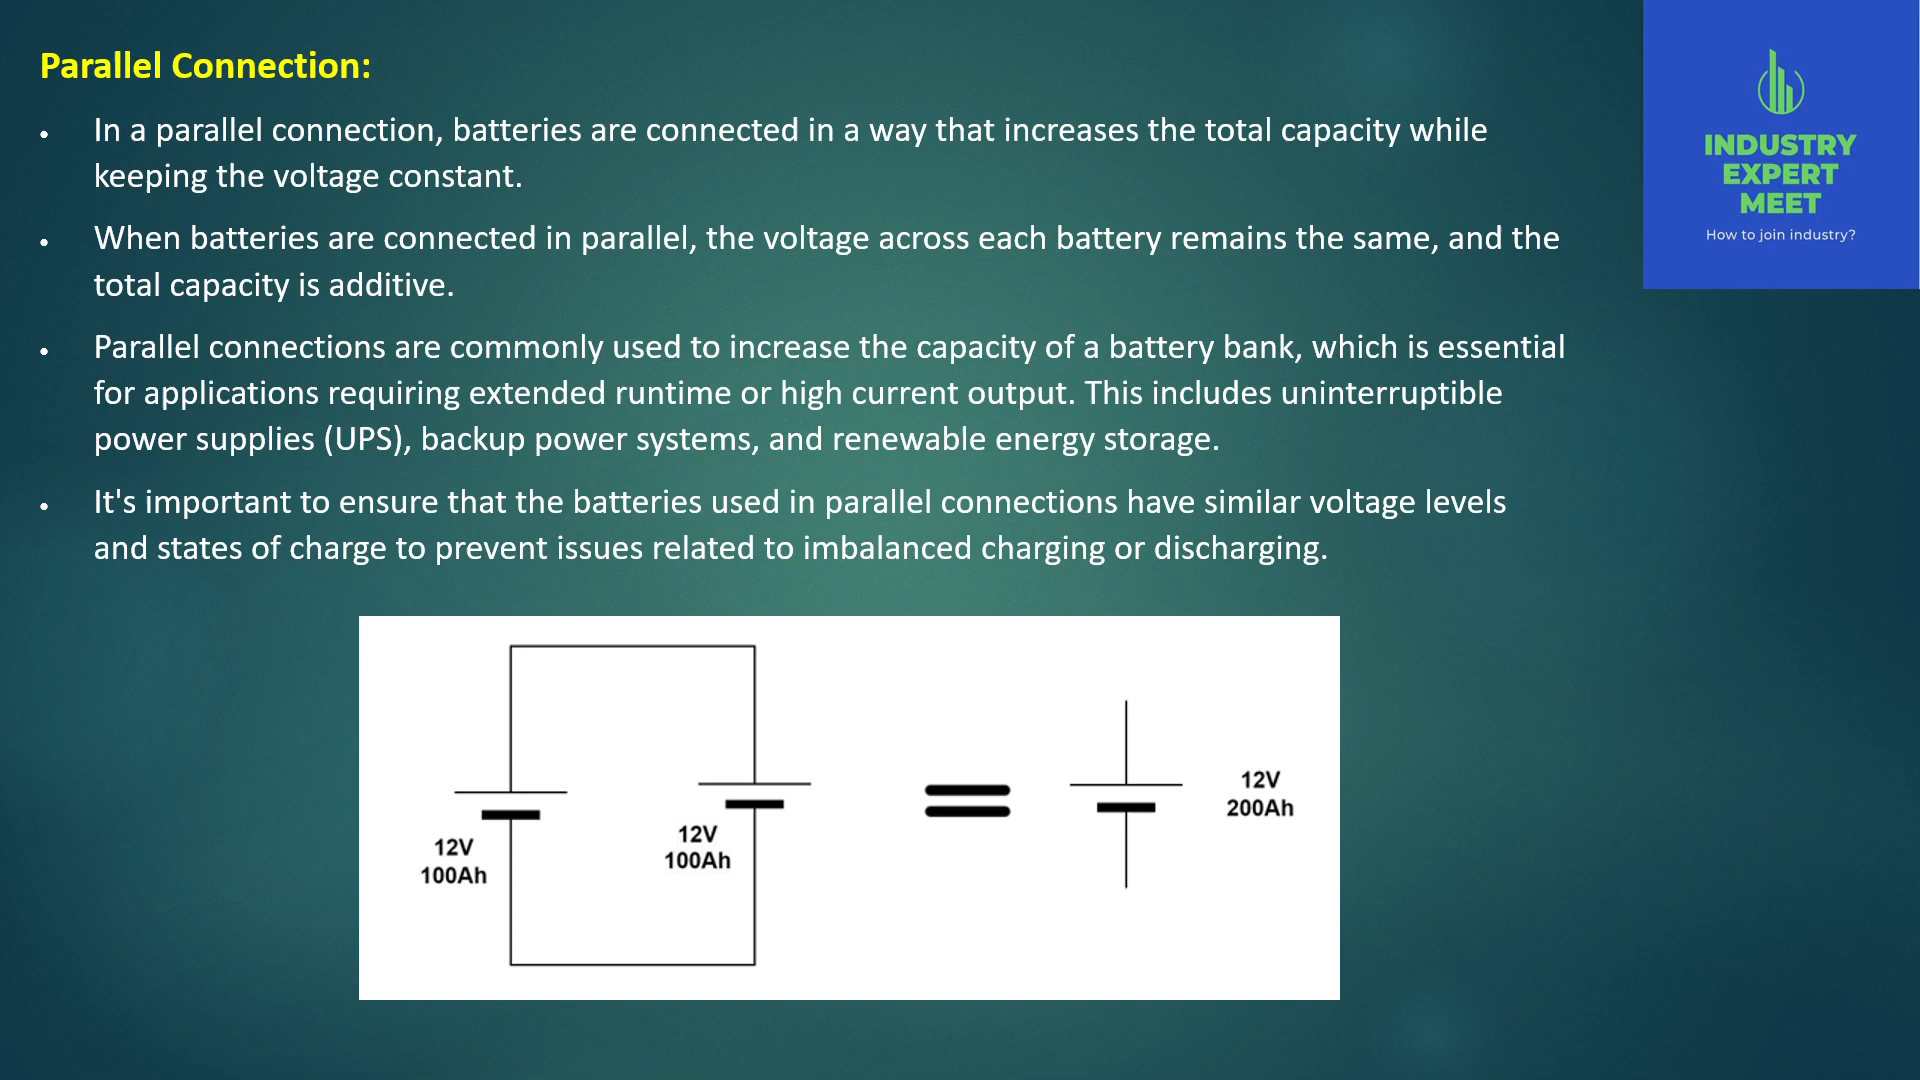 Parallel Connection:
• In a parallel connection, batteries are connected in a way that increases the total capacity while
keeping the voltage constant.
• When batteries are connected in parallel, the voltage across each battery remains the same, and the
total capacity is additive.
• Parallel connections are commonly used to increase the capacity of a battery bank, which is essential
for applications requiring extended runtime or high current output. This includes uninterruptible
power supplies (UPS), backup power systems, and renewable energy storage.
• It's important to ensure that the batteries used in parallel connections have similar voltage levels
and states of charge to prevent issues related to imbalanced charging or discharging.
INDUSTRY
EXPERT
MEET
How to join industry?
12V
100Ah
12V
100Ah
12V
200Ah